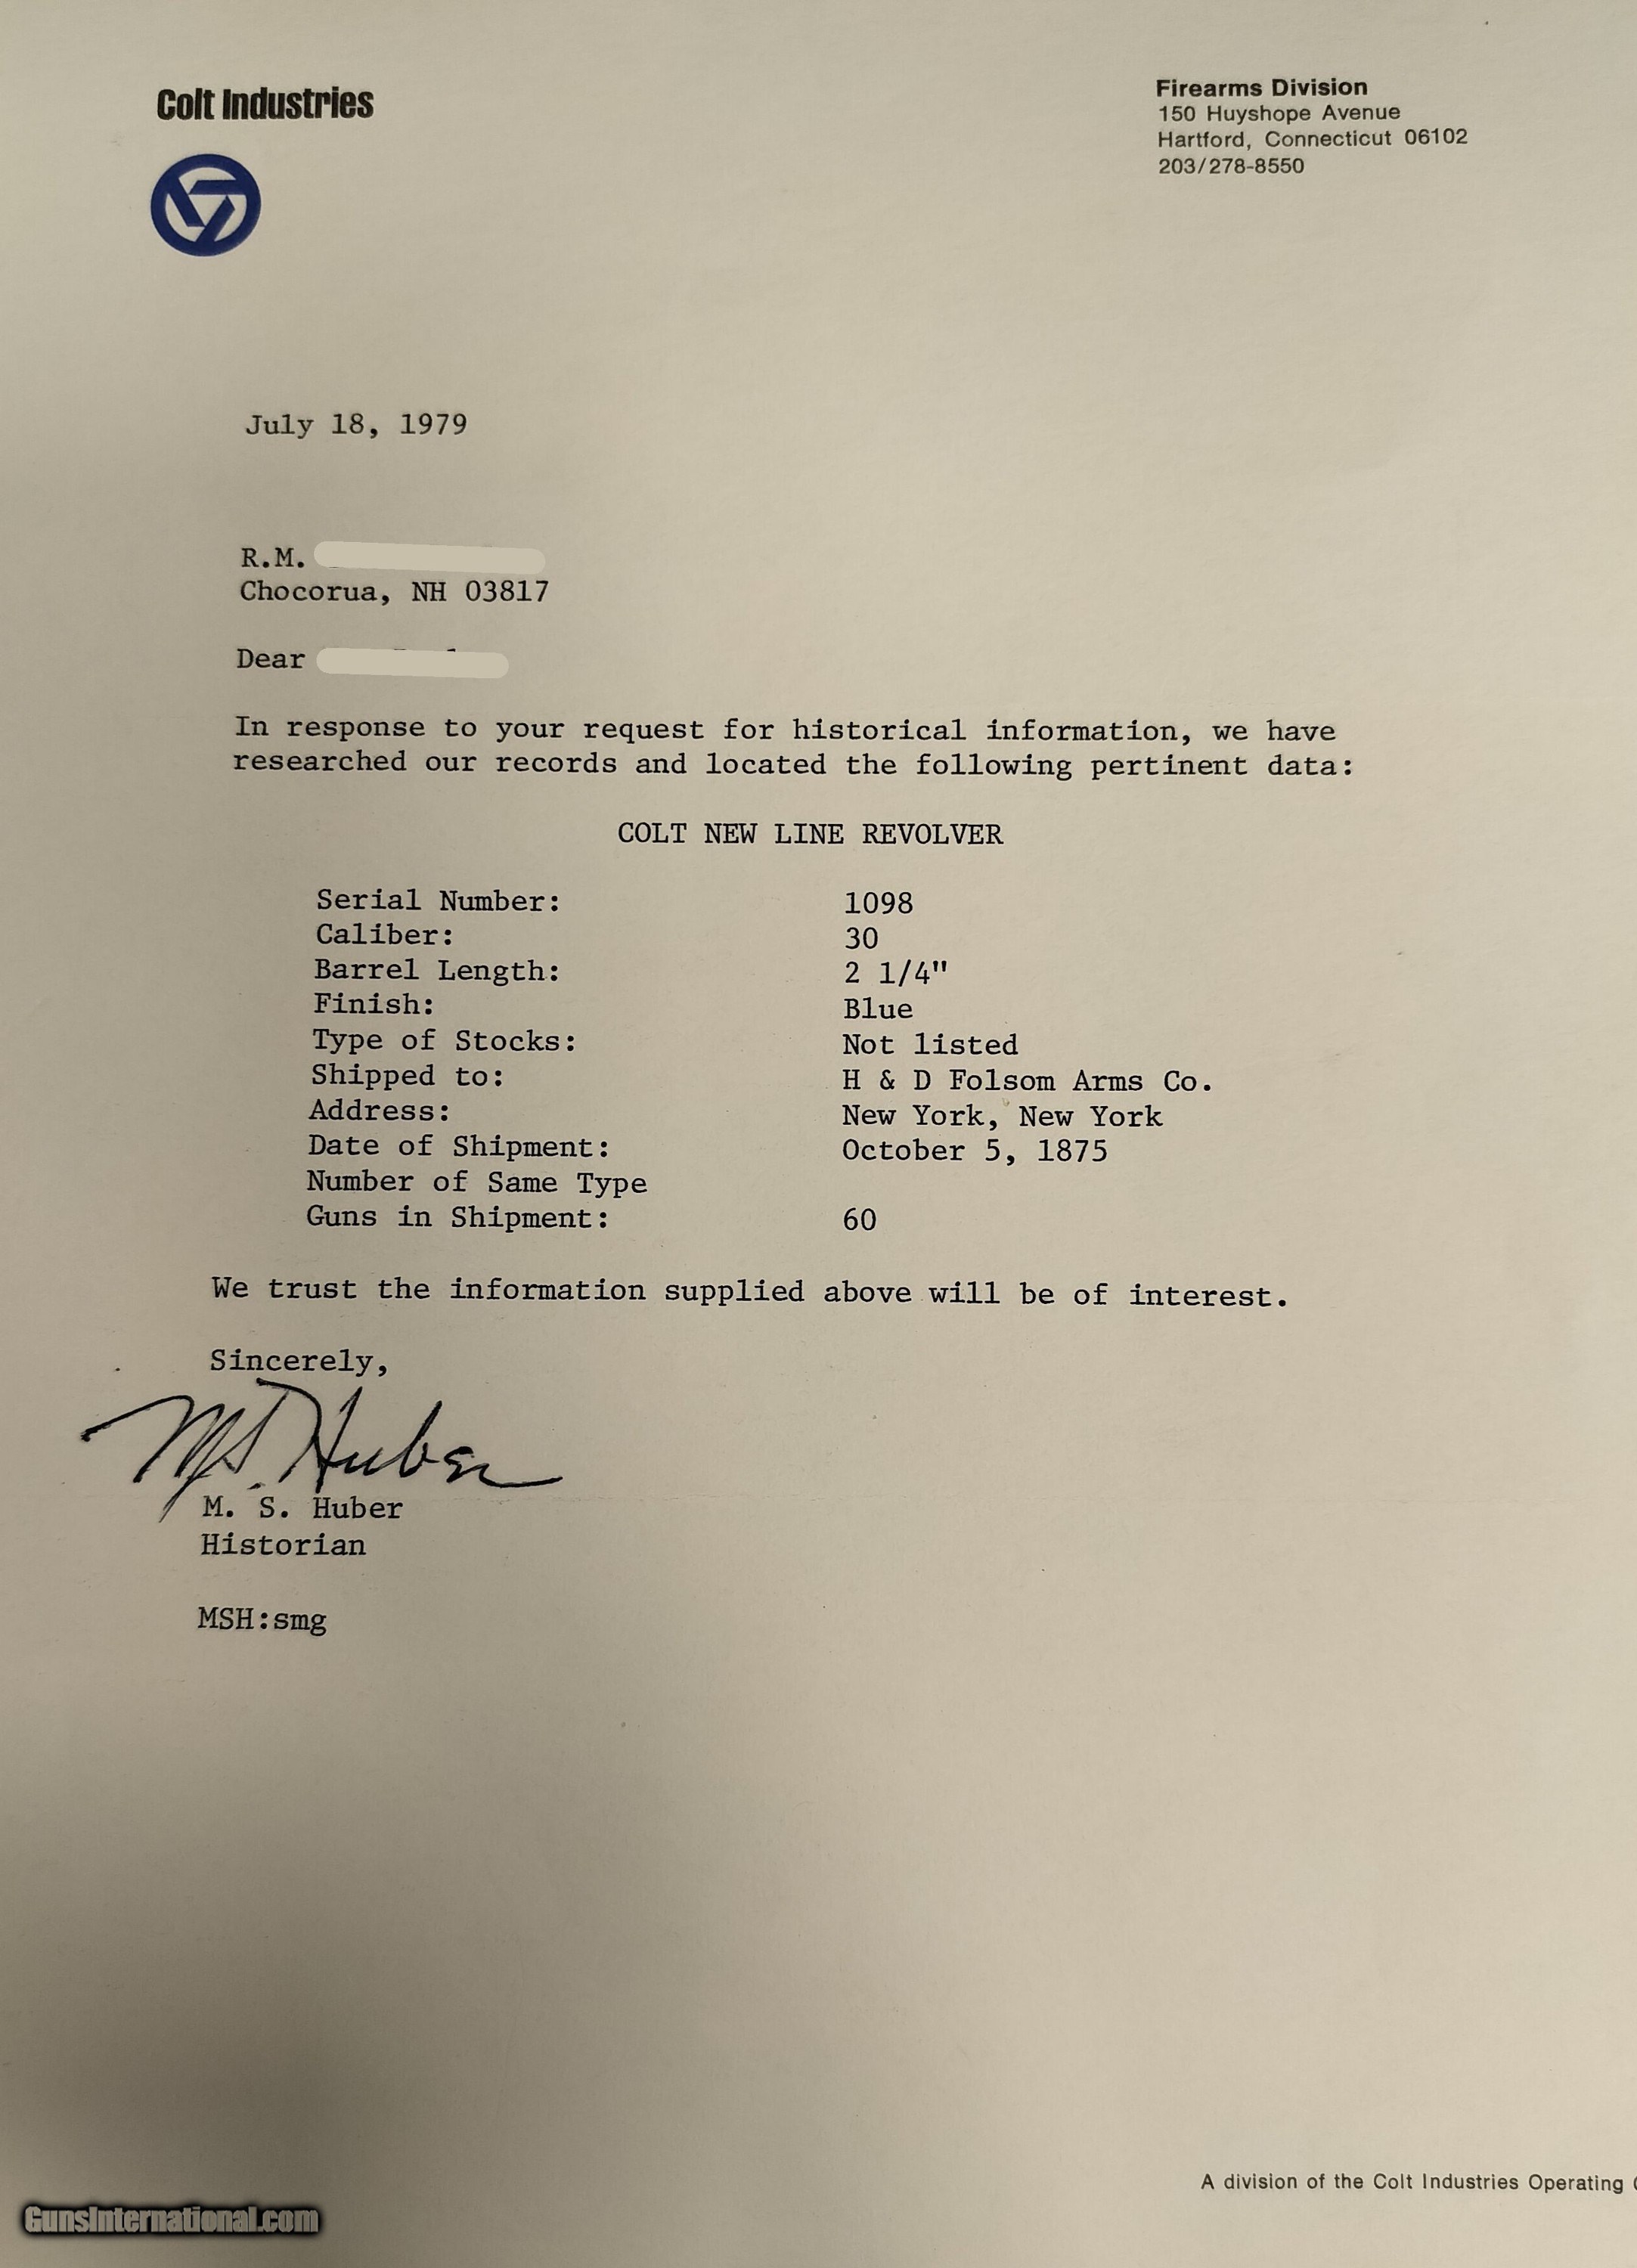 Colt Industries
Firearms Division
150 Huyshope Avenue
Hartford, Connecticut 06102
203/278-8550
July 18, 1979
R.M.
Chocorua, NH 03817
Dear
In response to your request for historical information, we have
researched our records and located the following pertinent data:
COLT NEW LINE REVOLVER
Serial Number: 1098
Caliber: 30
Barrel Length: 2 1/4"
Finish: Blue
Type of Stocks: Not listed
Shipped to: H & D Folsom Arms Co.
Address: New York, New York
Date of Shipment: October 5, 1875
Number of Same Type
Guns in Shipment: 60
We trust the information supplied above will be of interest.
Sincerely,
M.S. Huber
M. S. Huber
Historian
MSH:smg
A division of the Colt Industries Operating
GunsInternational.com